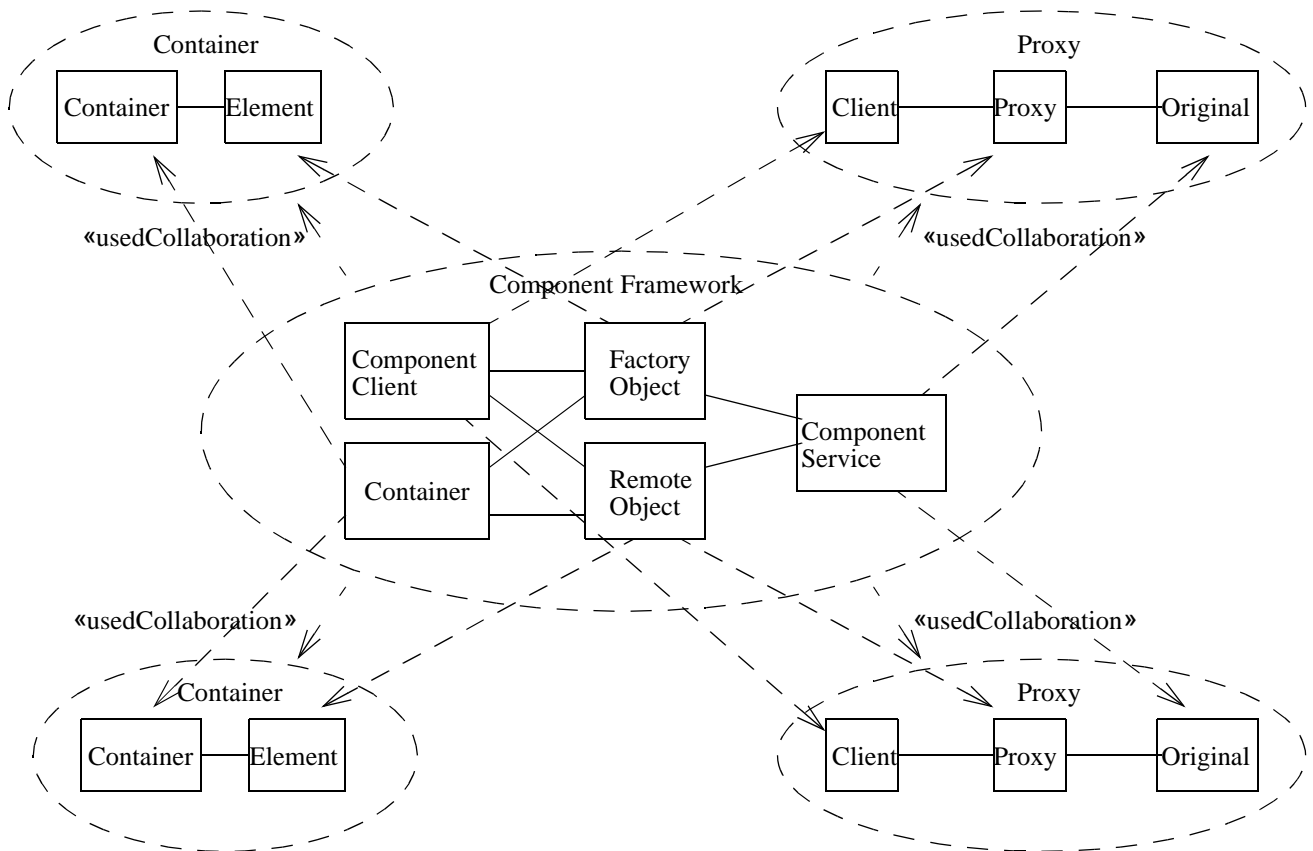 Container
Container
Element
Proxy
Client
Proxy
Original
«usedCollaboration»
«usedCollaboration»
Component Framework
Component
Client
Factory
Object
Component
Service
Container
Remote
Object
«usedCollaboration»
«usedCollaboration»
Container
Container
Element
Proxy
Client
Proxy
Original